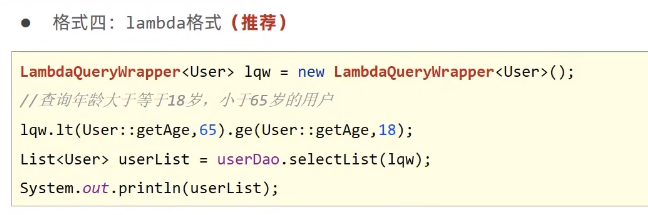 ● 格式四：lambda格式（推荐）
LambdaQueryWrapper<User> lqw = new LambdaQueryWrapper<User>();
//查询年龄大于等于18岁，小于65岁的用户
lqw.lt(User::getAge,65).ge(User::getAge,18);
List<User> userList = userDao.selectList(lqw);
System.out.println(userList);